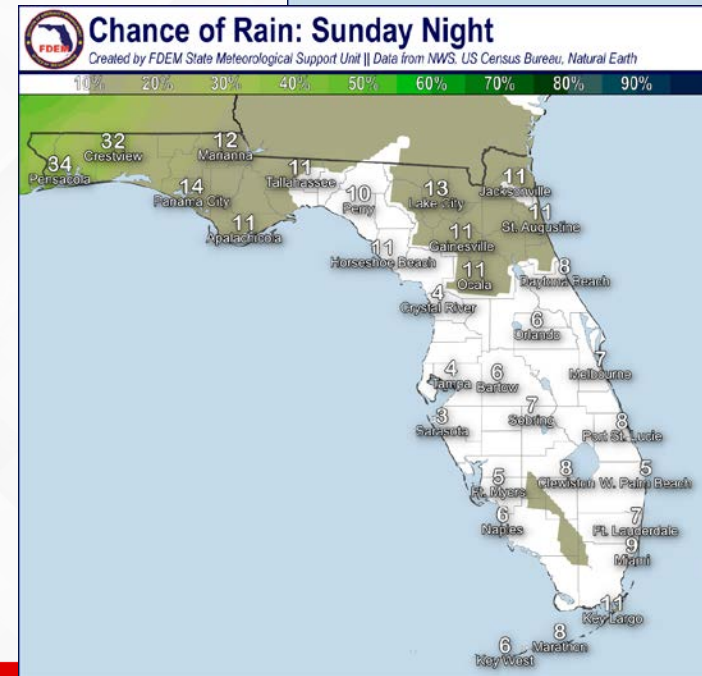 FDEM
Chance of Rain: Sunday Night
Created by FDEM State Meteorological Support Unit || Data from NWS, US Census Bureau, Natural Earth
10% 20% 30% 40% 50% 60% 70% 80% 90%
32
Crestview
12
Marianna
34
Pensacola
14
Panama City
11
Apalachicola
11
Tallahassee
10
Perry
13
Lake City
11
Jacksonville
11
St. Augustine
11
Gainesville
11
Horseshoe Beach
11
Ocala
8
Daytona Beach
4
Crystal River
6
Orlando
7
Melbourne
4
Tampa
6
Bartow
3
Sarasota
7
Sebring
8
Port St. Lucie
5
Ft. Myers
8
Clewiston
5
W. Palm Beach
6
Naples
7
Ft. Lauderdale
9
Miami
11
Key Largo
8
Marathon
6
Key West